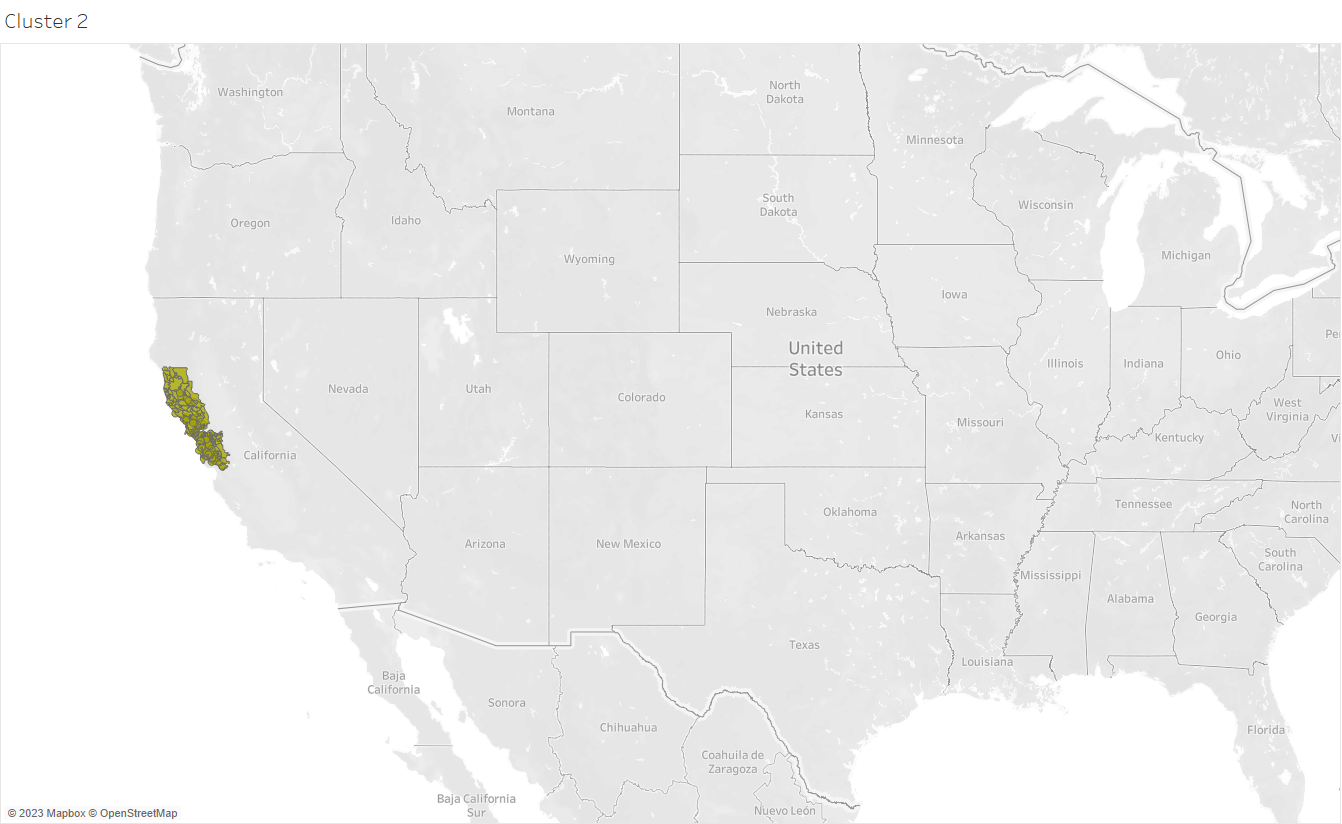 Cluster 2
Washington
Montana
North
Dakota
Minnesota
Oregon
Idaho
South
Dakota
Wisconsin
Wyoming
Michigan
Iowa
Nebraska
United
States
Pe
Nevada
Utah
Colorado
Illinois
Indiana
Ohio
Kansas
Missouri
West
Virginia
California
Kentucky
Vi
Oklahoma
Tennessee
North
Carolina
Arizona
New Mexico
Arkansas
South
Carolina
Mississippi
Alabama
Georgia
Texas
Louisiana
Baja
California
Sonora
Chihuahua
Florida
Coahuila de
Zaragoza
Baja California
Sur
Nuevo León
© 2023 Mapbox © OpenStreetMap